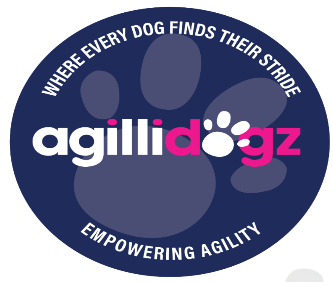 WHERE EVERY DOG FINDS THEIR STRIDE
agillidogz
EMPOWERING AGILITY